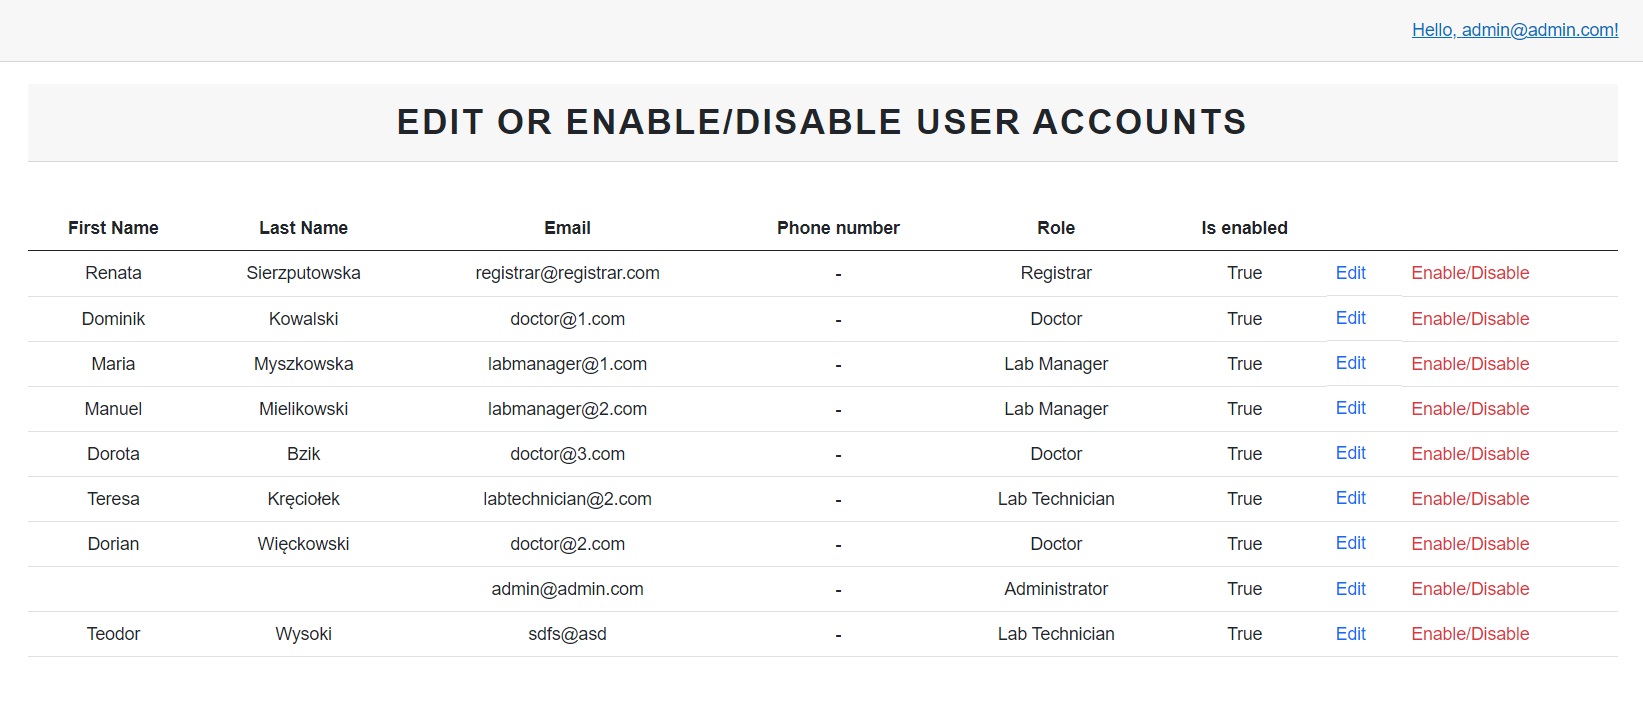 Hello, admin@admin.com!
EDIT OR ENABLE/DISABLE USER ACCOUNTS
First Name Last Name Email Phone number Role Is enabled
Renata Sierzputowska registrar@registrar.com - Registrar True Edit Enable/Disable
Dominik Kowalski doctor@1.com - Doctor True Edit Enable/Disable
Maria Myszkowska labmanager@1.com - Lab Manager True Edit Enable/Disable
Manuel Mielikowski labmanager@2.com - Lab Manager True Edit Enable/Disable
Dorota Bzik doctor@3.com - Doctor True Edit Enable/Disable
Teresa Kręciołek labtechnician@2.com - Lab Technician True Edit Enable/Disable
Dorian Więckowski doctor@2.com - Doctor True Edit Enable/Disable
admin@admin.com - Administrator True Edit Enable/Disable
Teodor Wysoki sdfs@asd - Lab Technician True Edit Enable/Disable